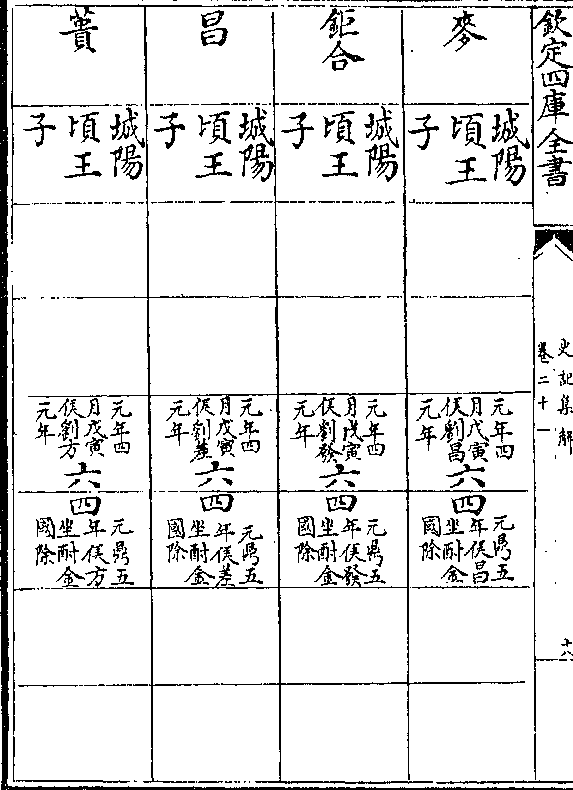 欽定四庫全書
史記集解
卷二十一
十八
麥
城陽
頃王
子
元年四
月戊寅
侯劉昌
元年
六
四
元鼎五
年侯昌
坐酎金
國除
鉅合
城陽
頃王
子
元年四
月戊寅
侯劉發
元年
六
四
元鼎五
年侯發
坐酎金
國除
昌
城陽
頃王
子
元年四
月戊寅
侯劉差
元年
六
四
元鼎五
年侯差
坐酎金
國除
蕢
城陽
頃王
子
元年四
月戊寅
侯劉方
元年
六
四
元鼎五
年侯方
坐酎金
國除